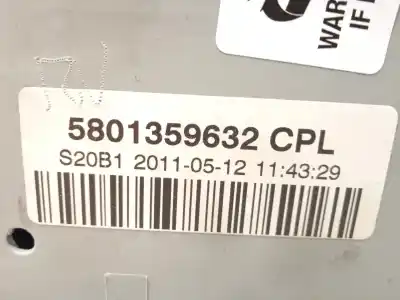 WAR
IF
5801359632 CPL
S20B1 2011-05-12 11:43:29